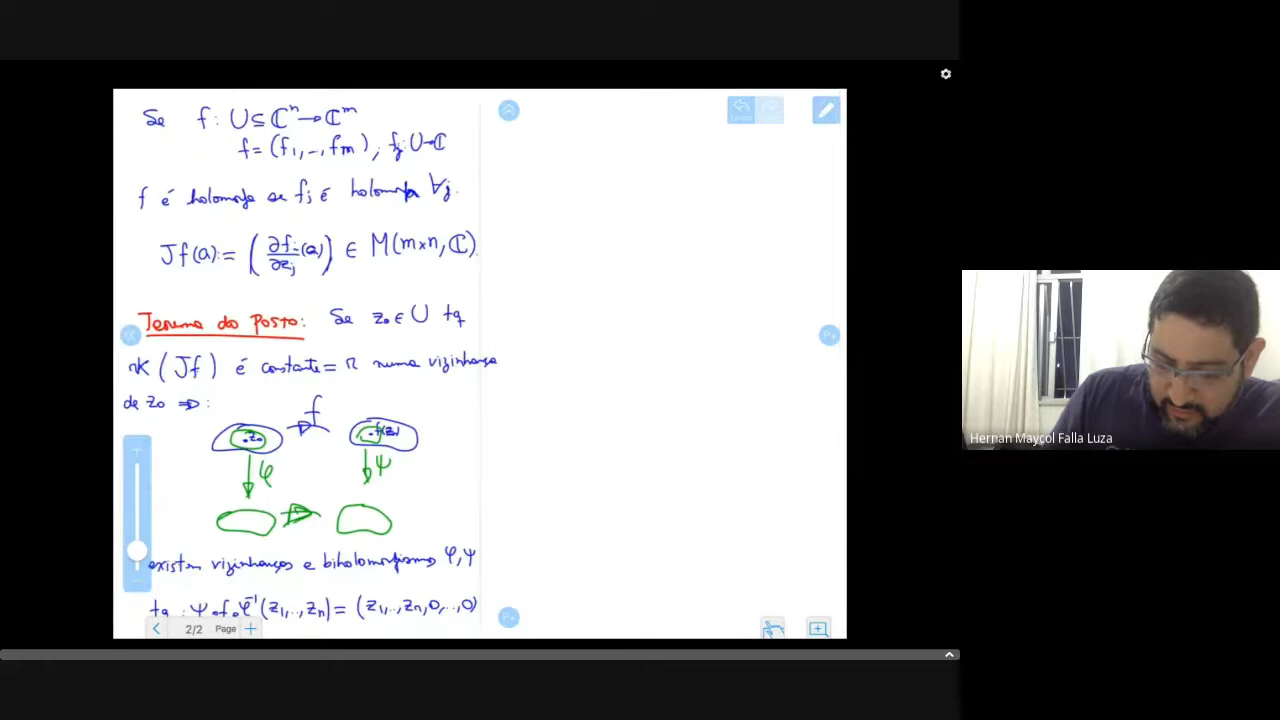 Se f: U ⊆ ℂⁿ → ℂᵐ
f = (f₁, .., fₘ), fⱼ: U → ℂ
f é holomorfa se fⱼ é holomorfa ∀j.
Jf(a) := (∂fᵢ/∂zⱼ (a)) ∈ M(m×n, ℂ).
Teorema do Posto: Se z₀ ∈ U tq
rk (Jf) é constante = r numa vizinhança
de z₀ ⇒ :
f
z₀ f(z₀)
φ ψ
existem vizinhanças e biholomorfismos φ, ψ
tq : ψ∘f∘φ⁻¹(z₁, .., zₙ) = (z₁, .., zₙ, 0, .., 0)
2/2 Page
Hernan Maycol Falla Luza